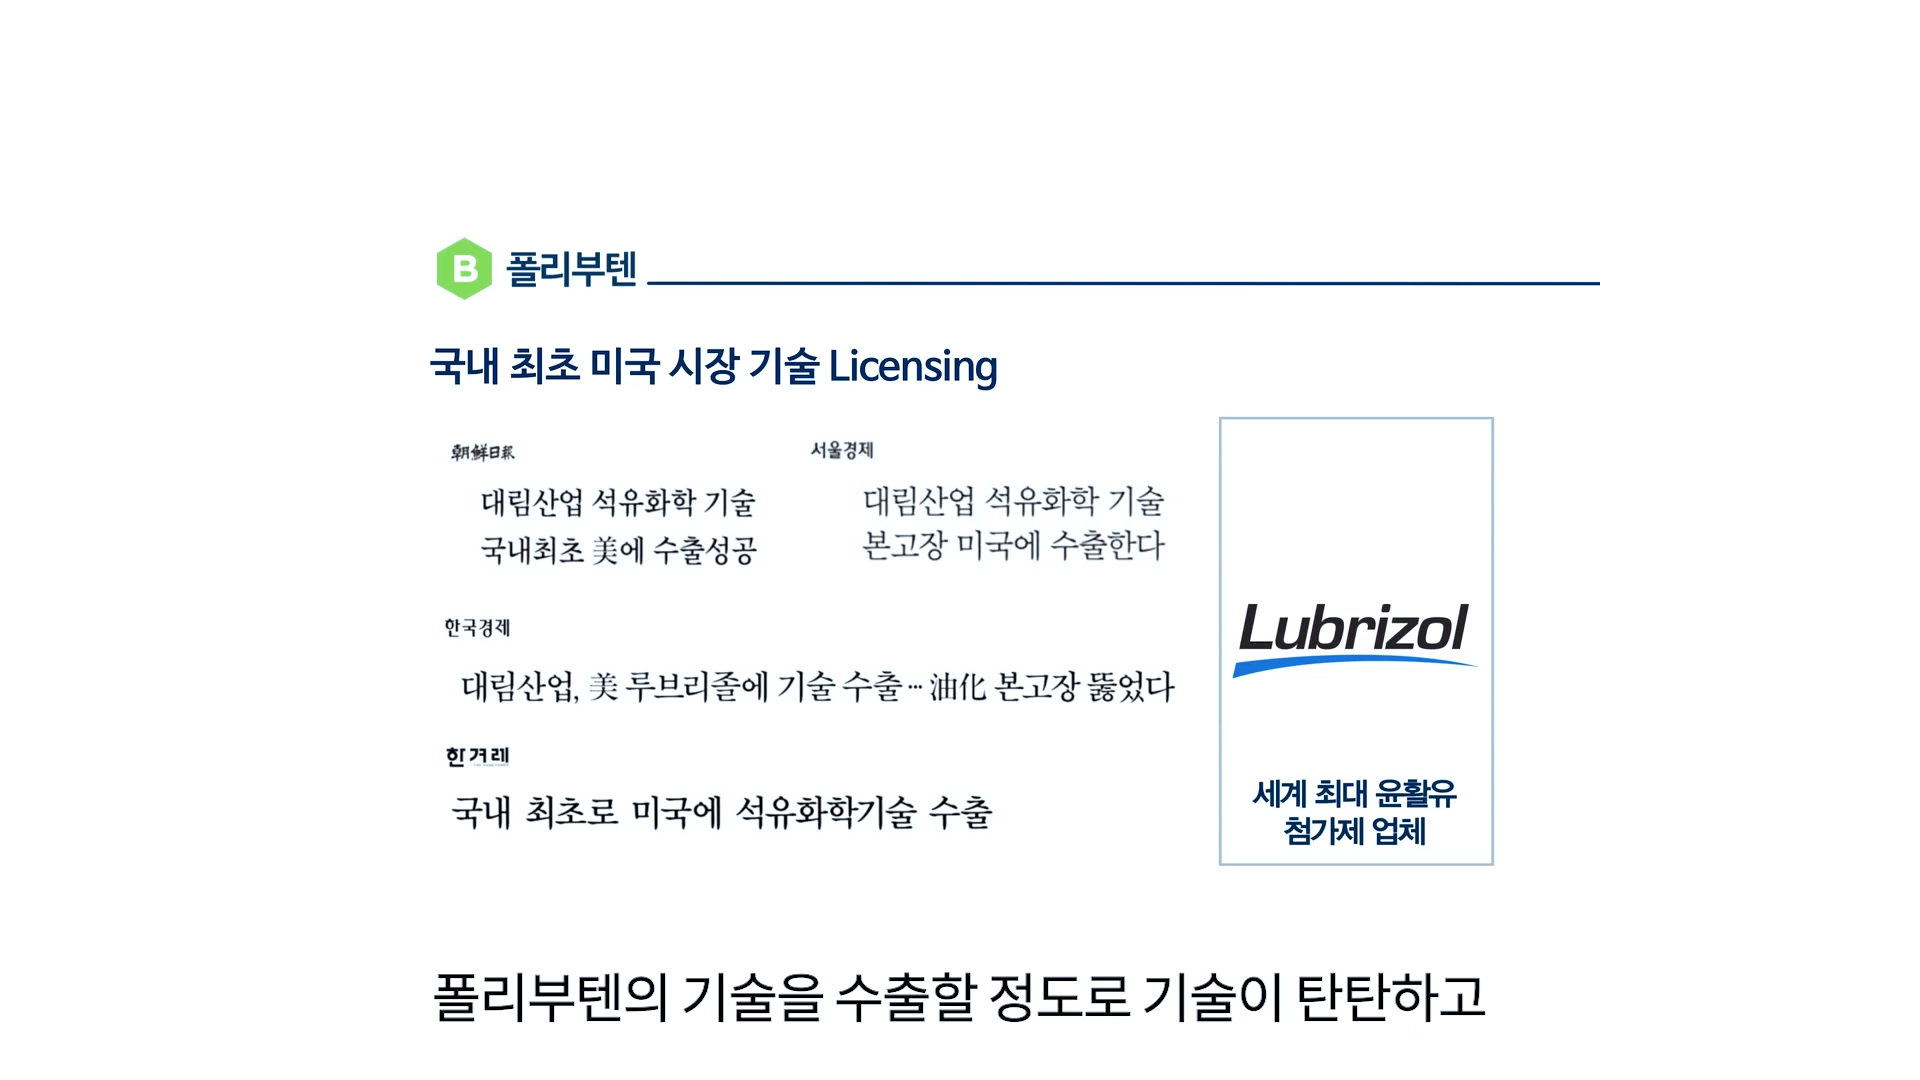 B 폴리부텐
국내 최초 미국 시장 기술 Licensing
朝鮮日報
대림산업 석유화학 기술
국내최초 美에 수출성공
서울경제
대림산업 석유화학 기술
본고장 미국에 수출한다
한국경제
대림산업, 美 루브리졸에 기술 수출… 油化 본고장 뚫었다
한겨레
국내 최초로 미국에 석유화학기술 수출
Lubrizol
세계 최대 윤활유
첨가제 업체
폴리부텐의 기술을 수출할 정도로 기술이 탄탄하고